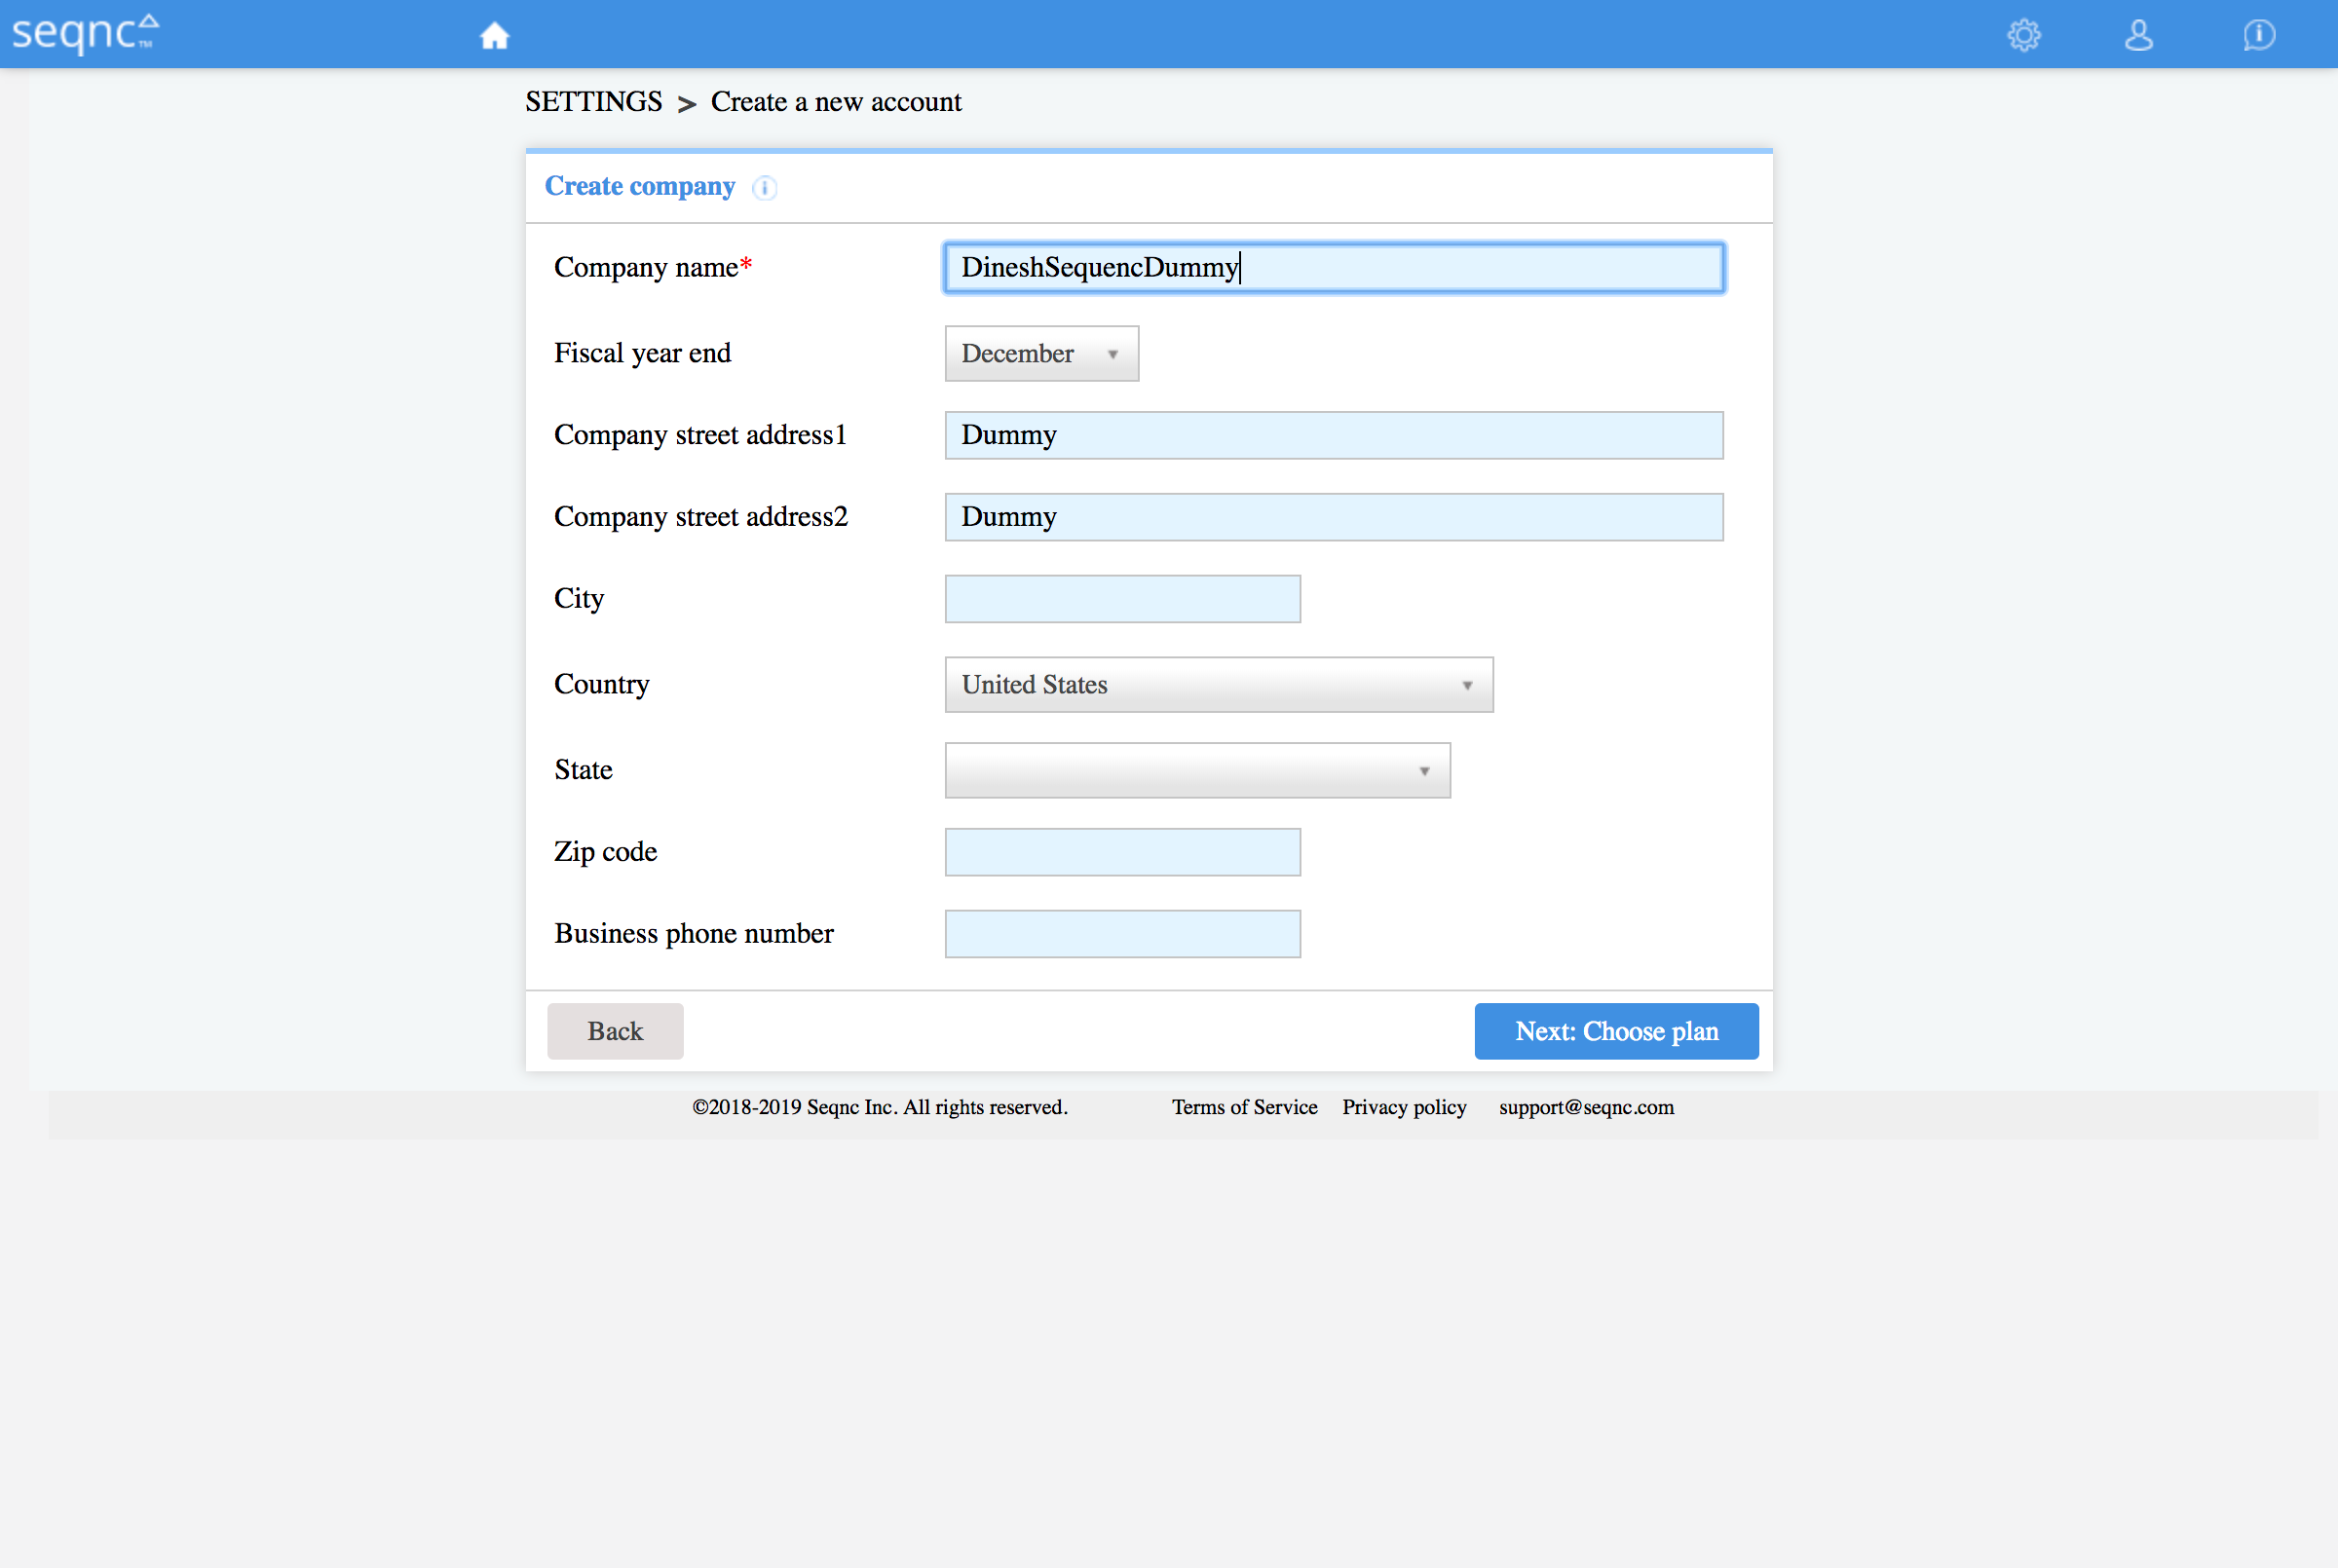 seqnc TM
SETTINGS > Create a new account
Create company
Company name* DineshSequencDummy
Fiscal year end December
Company street address1 Dummy
Company street address2 Dummy
City
Country United States
State
Zip code
Business phone number
Back Next: Choose plan
©2018-2019 Seqnc Inc. All rights reserved. Terms of Service Privacy policy support@seqnc.com